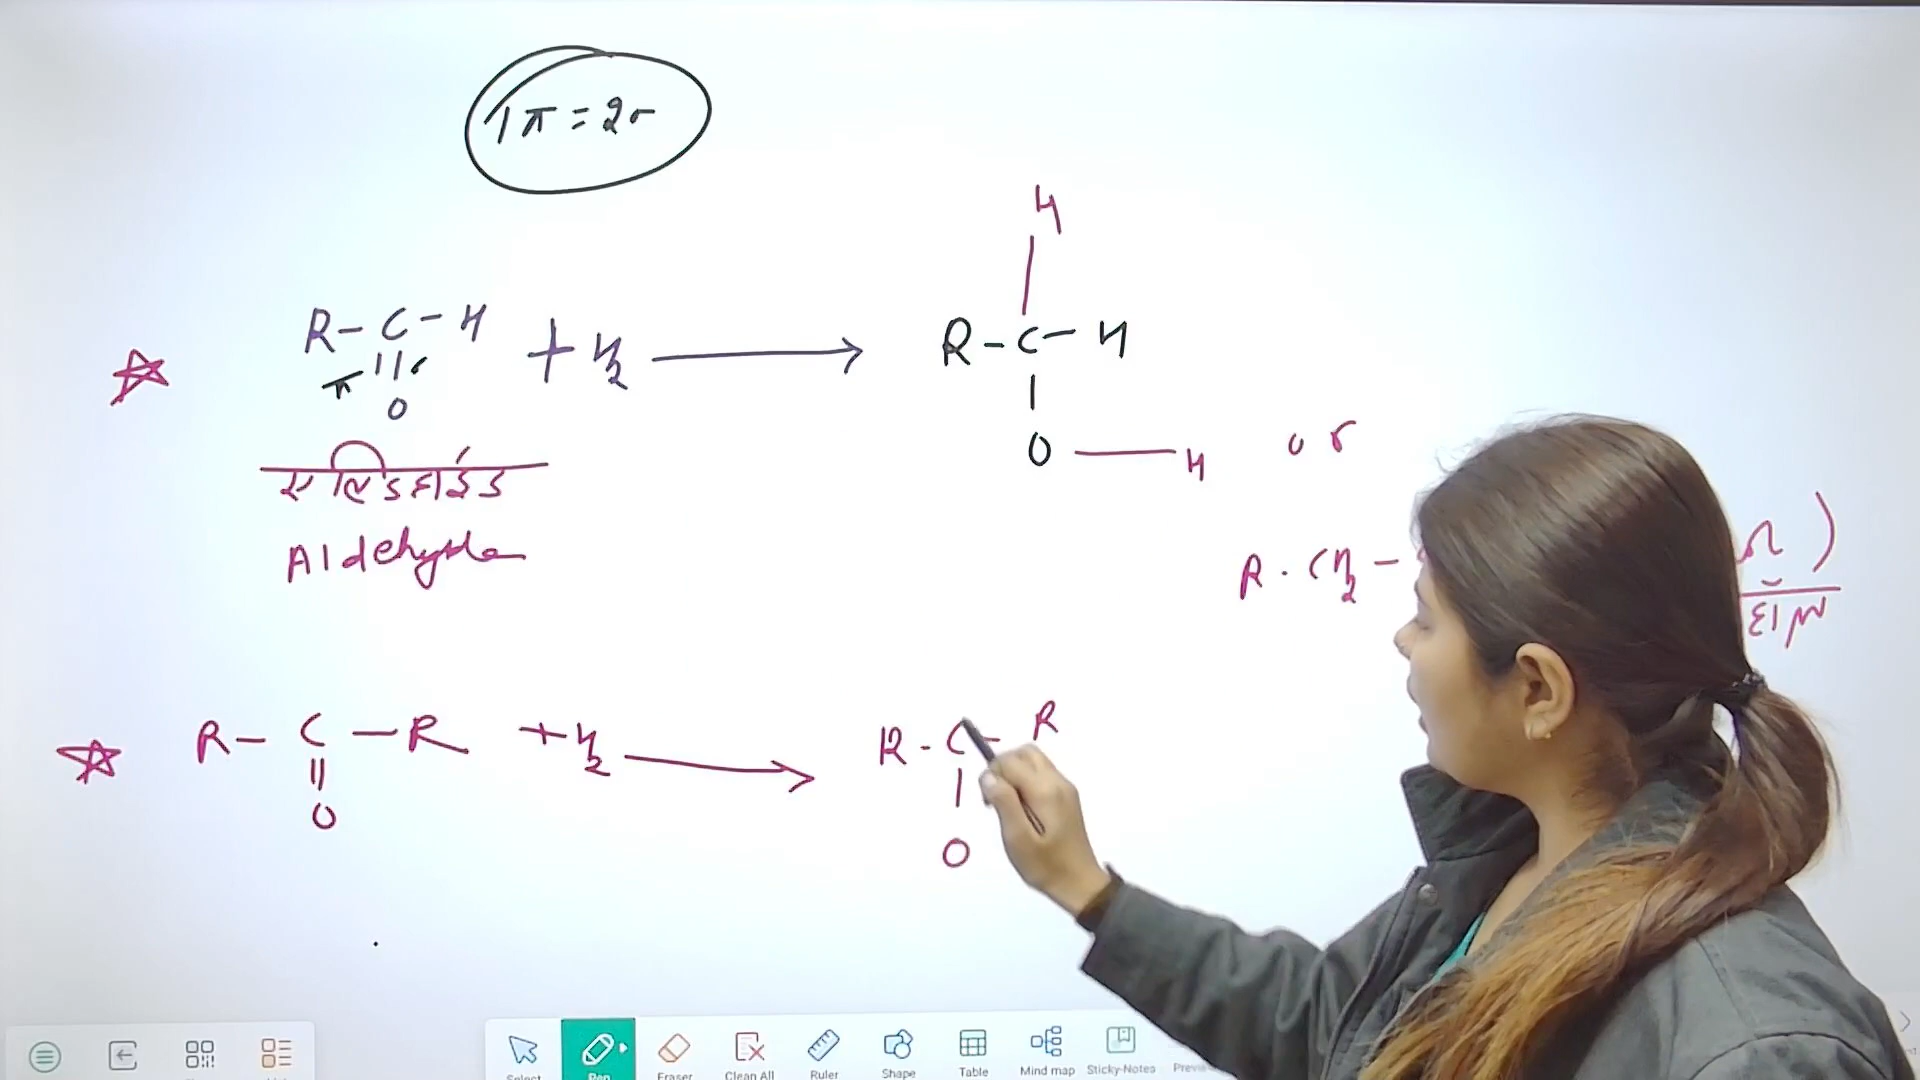 1π = 2σ
H
R - C - H + H2 ⟶ R - C - H
π || σ
O
O — H or
एल्डिहाईड
Aldehyde
R . CH2 -
R - C - R + H2 ⟶ R - C - R
||
O
|
O
Select
Pen
Eraser
Clean All
Ruler
Shape
Table
Mind map
Sticky-Notes